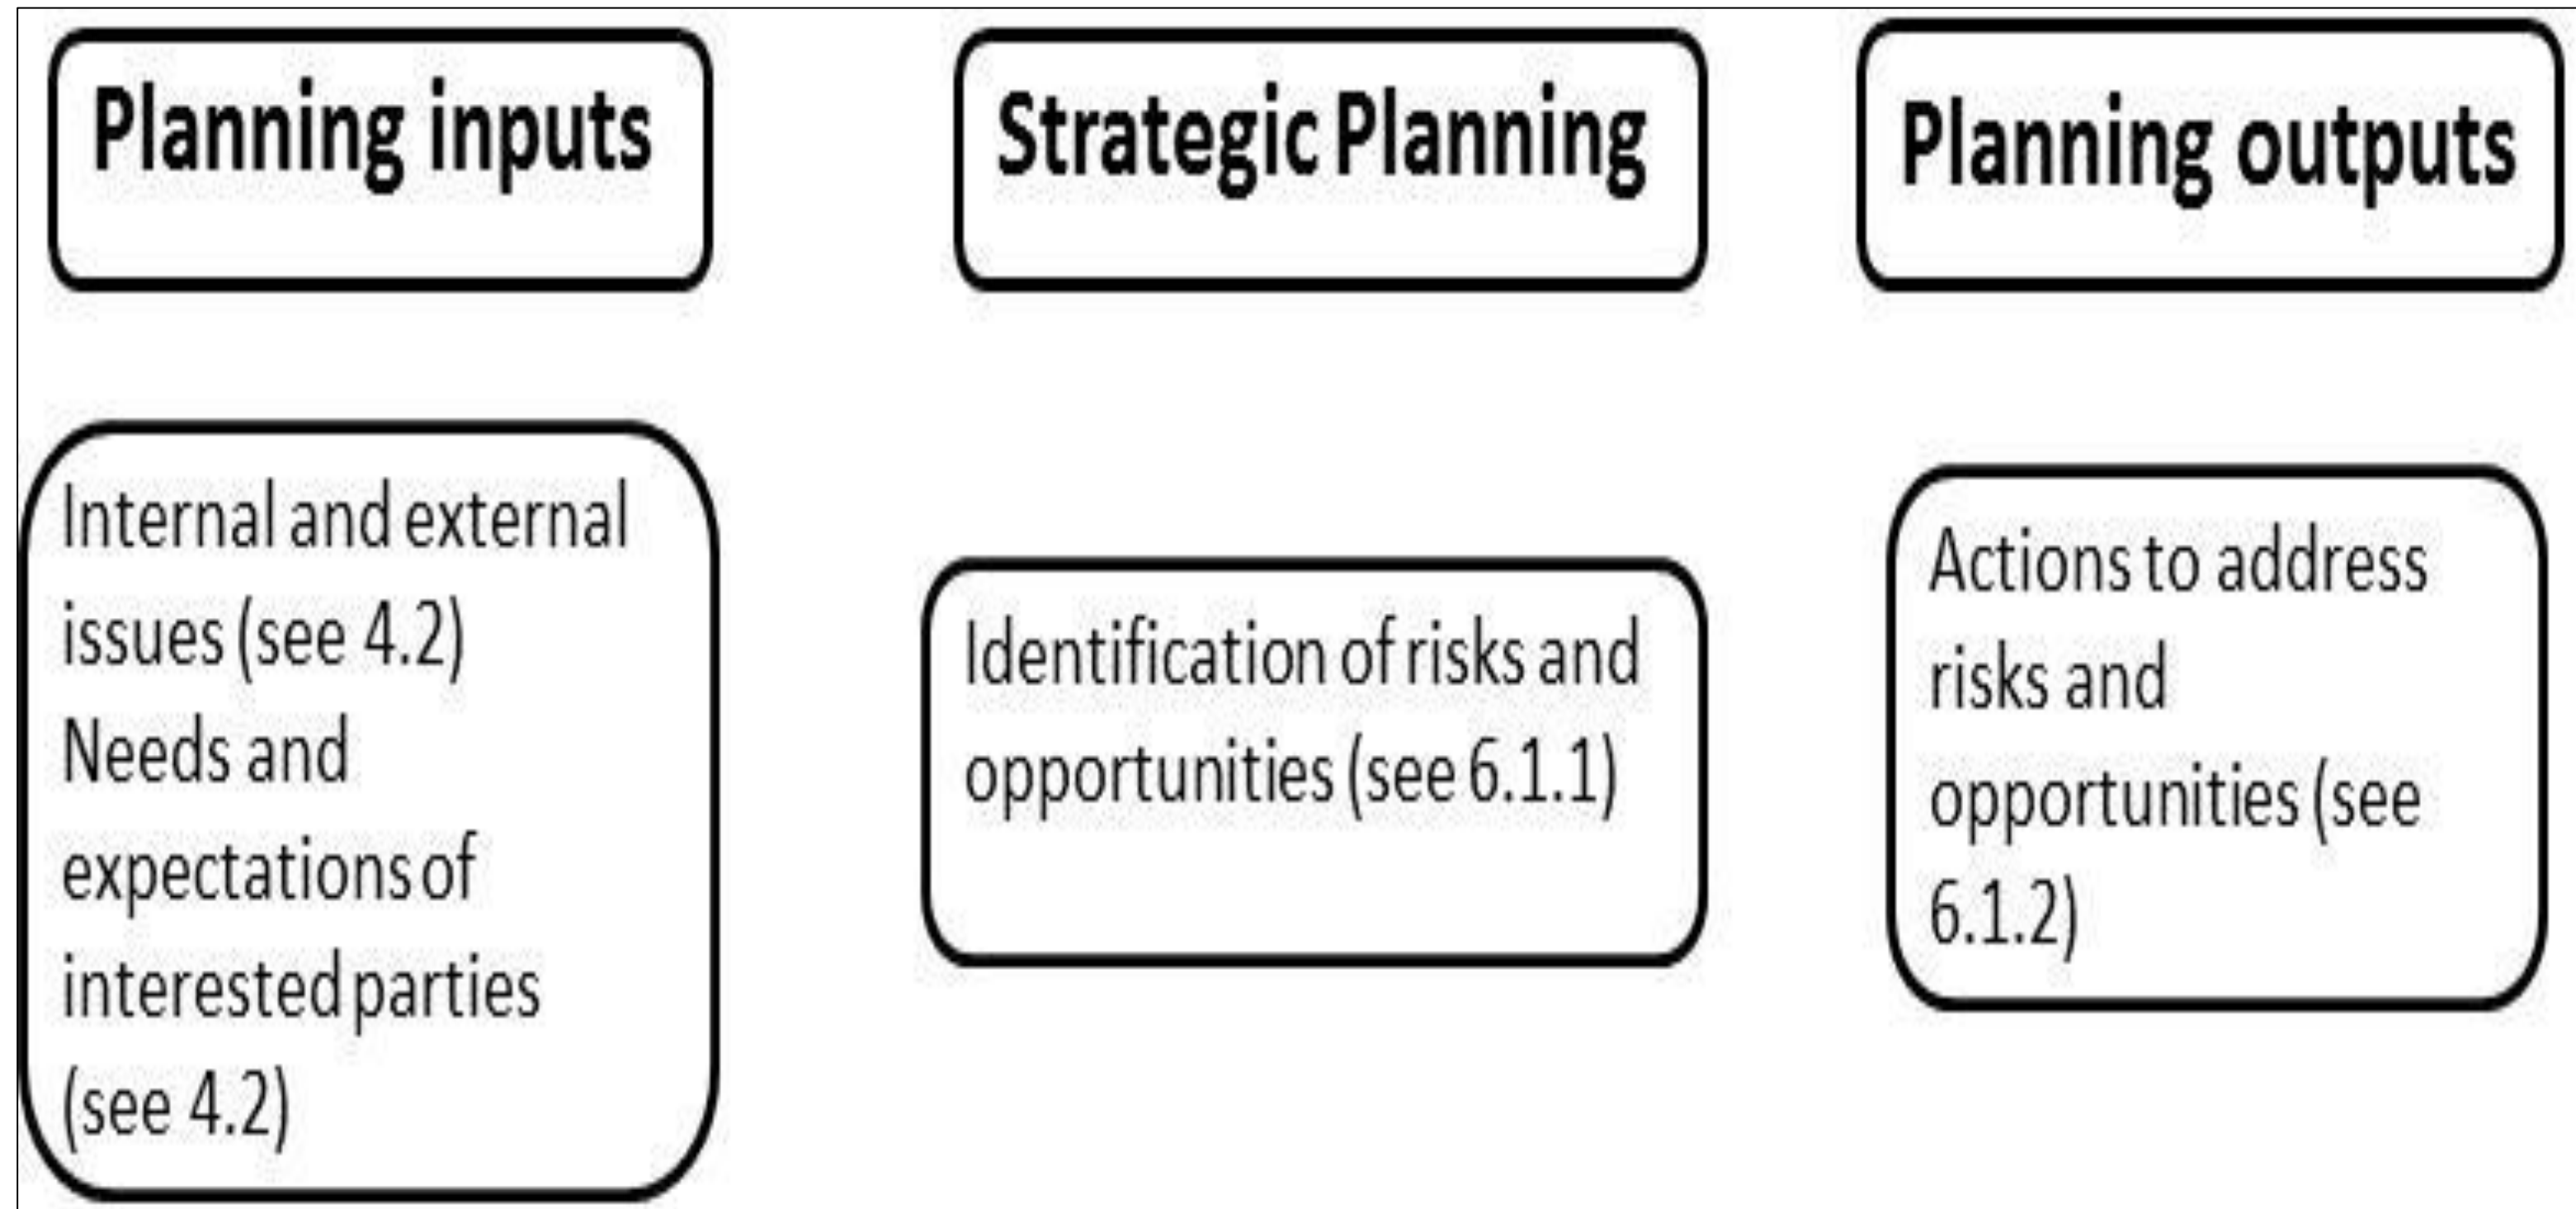 Planning inputs
Strategic Planning
Planning outputs
Internal and external
issues (see 4.2)
Needs and
expectations of
interested parties
(see 4.2)
Identification of risks and
opportunities (see 6.1.1)
Actions to address
risks and
opportunities (see
6.1.2)